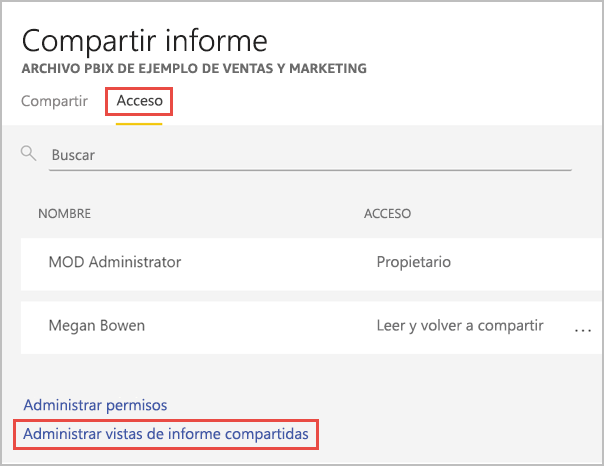 Compartir informe
ARCHIVO PBIX DE EJEMPLO DE VENTAS Y MARKETING
Compartir Acceso
Buscar
NOMBRE ACCESO
MOD Administrator Propietario
Megan Bowen Leer y volver a compartir ...
Administrar permisos
Administrar vistas de informe compartidas